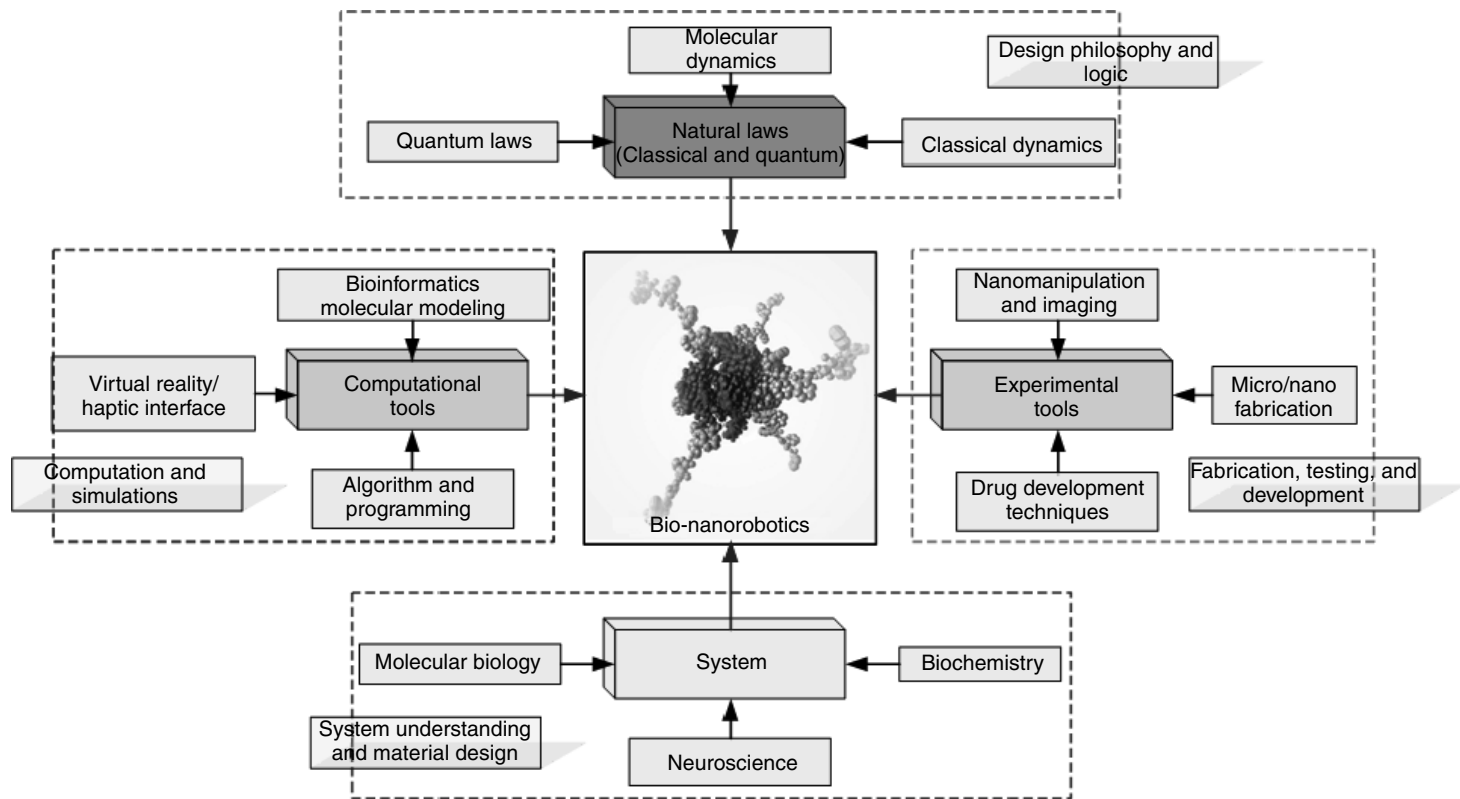 Molecular
dynamics
Design philosophy and
logic
Quantum laws
Natural laws
(Classical and quantum)
Classical dynamics
Bioinformatics
molecular modeling
Virtual reality/
haptic interface
Computational
tools
Computation and
simulations
Algorithm and
programming
Bio-nanorobotics
Nanomanipulation
and imaging
Experimental
tools
Micro/nano
fabrication
Drug development
techniques
Fabrication, testing, and
development
Molecular biology
System
Biochemistry
System understanding
and material design
Neuroscience